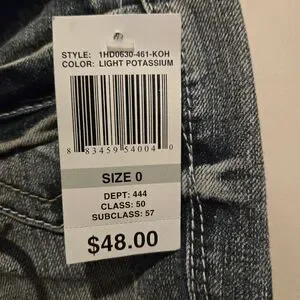 STYLE: 1HD0630-461-KOH
COLOR: LIGHT POTASSIUM
8 83459 54004 0
SIZE 0
DEPT: 444
CLASS: 50
SUBCLASS: 57
$48.00